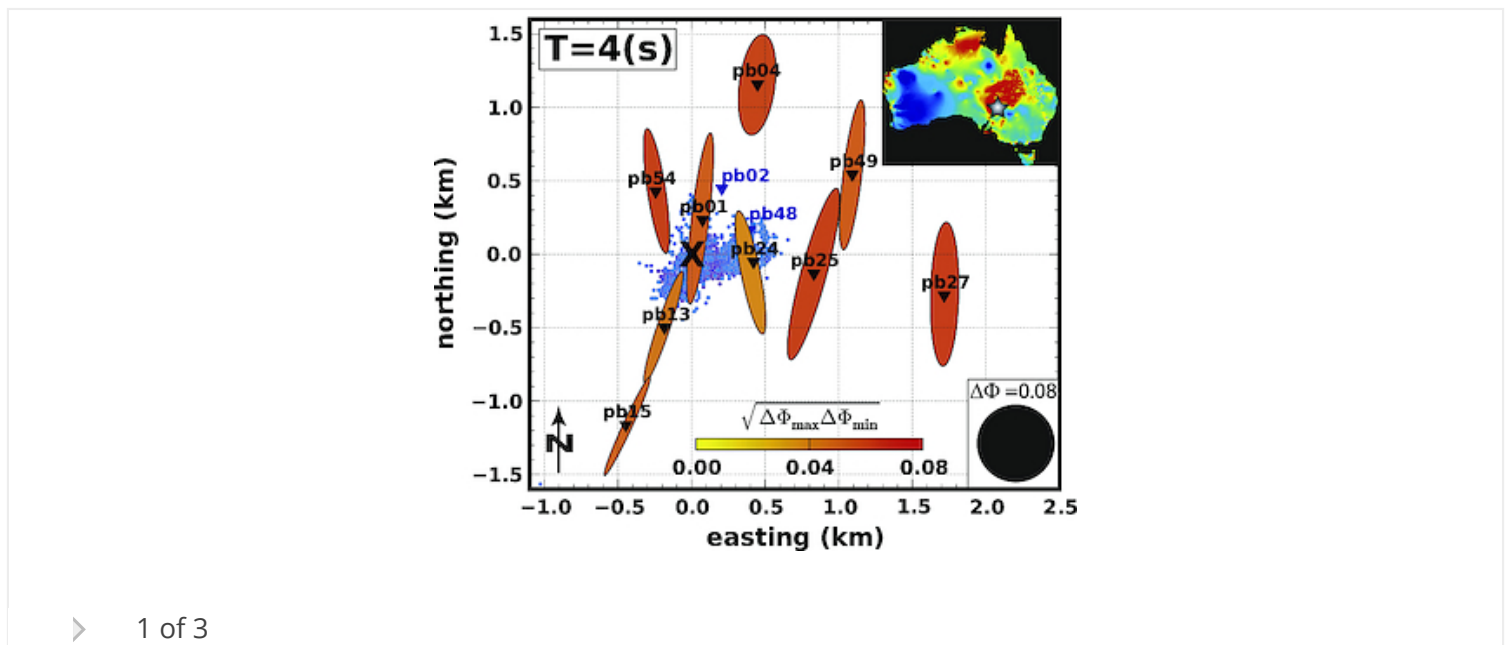 T=4(s)
1.5
1.0
0.5
0.0
−0.5
−1.0
−1.5
northing (km)
pb04
pb49
pb54
pb02
pb01
pb48
pb24
pb25
pb27
pb13
pb15
X
N
√ΔΦmaxΔΦmin
0.00 0.04 0.08
ΔΦ =0.08
−1.0 −0.5 0.0 0.5 1.0 1.5 2.0 2.5
easting (km)
1 of 3